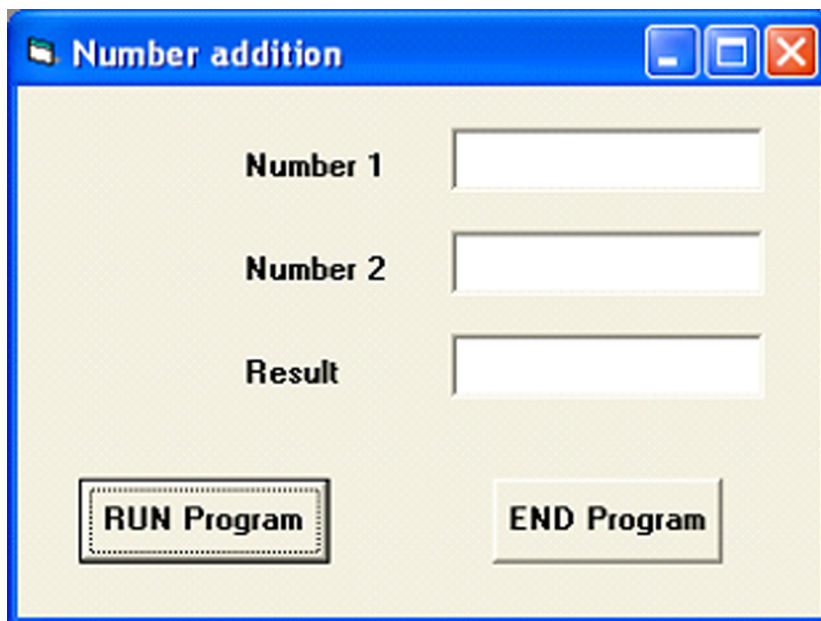 Number addition
Number 1
Number 2
Result
RUN Program
END Program